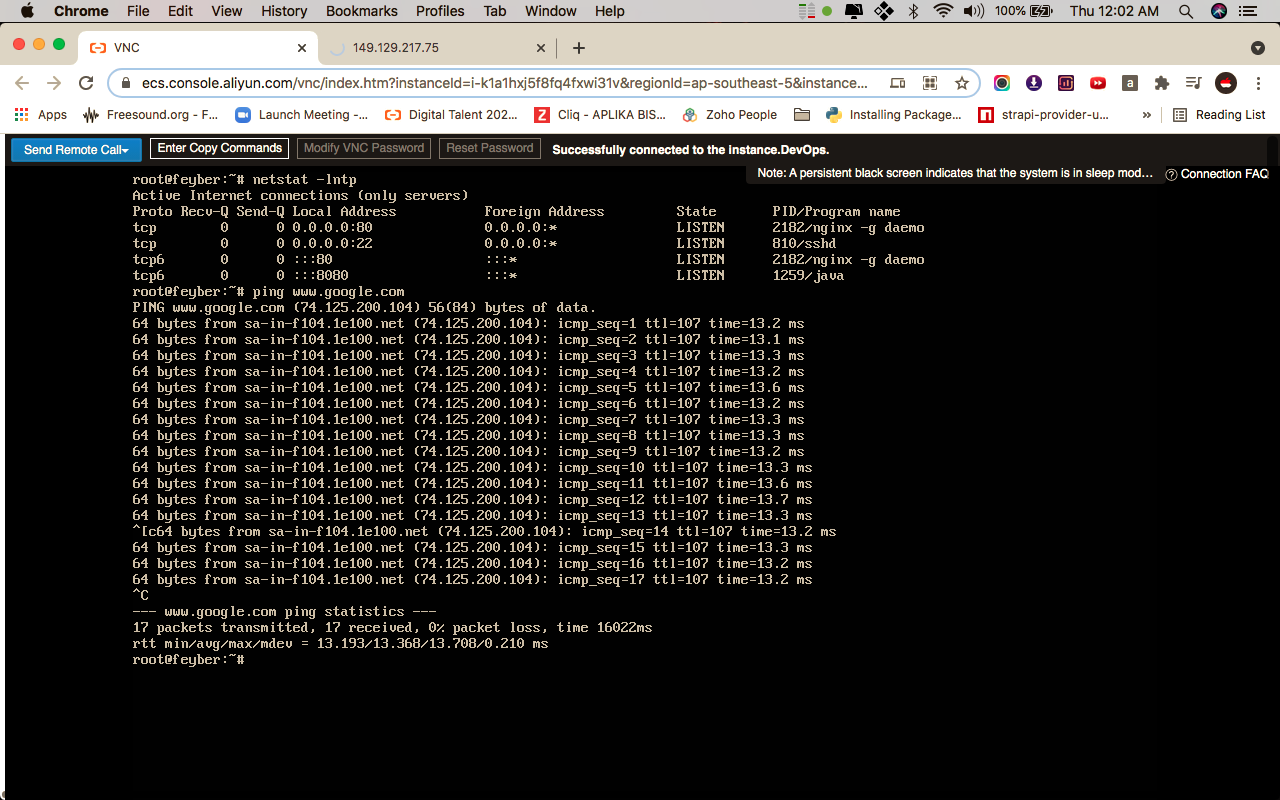 Chrome File Edit View History Bookmarks Profiles Tab Window Help 100% Thu 12:02 AM
VNC 149.129.217.75
ecs.console.aliyun.com/vnc/index.htm?instanceId=i-k1a1hxj5f8fq4fxwi31v&regionId=ap-southeast-5&instance...
Apps Freesound.org - F... Launch Meeting -... Digital Talent 202... Cliq - APLIKA BIS... Zoho People Installing Package... strapi-provider-u... » Reading List
Send Remote Call Enter Copy Commands Modify VNC Password Reset Password Successfully connected to the instance.DevOps.
Note: A persistent black screen indicates that the system is in sleep mod... Connection FAQ
root@feyber:~# netstat -lntp
Active Internet connections (only servers)
Proto Recv-Q Send-Q Local Address Foreign Address State PID/Program name
tcp 0 0 0.0.0.0:80 0.0.0.0:* LISTEN 2182/nginx -g daemo
tcp 0 0 0.0.0.0:22 0.0.0.0:* LISTEN 810/sshd
tcp6 0 0 :::80 :::* LISTEN 2182/nginx -g daemo
tcp6 0 0 :::8080 :::* LISTEN 1259/java
root@feyber:~# ping www.google.com
PING www.google.com (74.125.200.104) 56(84) bytes of data.
64 bytes from sa-in-f104.1e100.net (74.125.200.104): icmp_seq=1 ttl=107 time=13.2 ms
64 bytes from sa-in-f104.1e100.net (74.125.200.104): icmp_seq=2 ttl=107 time=13.1 ms
64 bytes from sa-in-f104.1e100.net (74.125.200.104): icmp_seq=3 ttl=107 time=13.3 ms
64 bytes from sa-in-f104.1e100.net (74.125.200.104): icmp_seq=4 ttl=107 time=13.2 ms
64 bytes from sa-in-f104.1e100.net (74.125.200.104): icmp_seq=5 ttl=107 time=13.6 ms
64 bytes from sa-in-f104.1e100.net (74.125.200.104): icmp_seq=6 ttl=107 time=13.2 ms
64 bytes from sa-in-f104.1e100.net (74.125.200.104): icmp_seq=7 ttl=107 time=13.3 ms
64 bytes from sa-in-f104.1e100.net (74.125.200.104): icmp_seq=8 ttl=107 time=13.3 ms
64 bytes from sa-in-f104.1e100.net (74.125.200.104): icmp_seq=9 ttl=107 time=13.2 ms
64 bytes from sa-in-f104.1e100.net (74.125.200.104): icmp_seq=10 ttl=107 time=13.3 ms
64 bytes from sa-in-f104.1e100.net (74.125.200.104): icmp_seq=11 ttl=107 time=13.6 ms
64 bytes from sa-in-f104.1e100.net (74.125.200.104): icmp_seq=12 ttl=107 time=13.7 ms
64 bytes from sa-in-f104.1e100.net (74.125.200.104): icmp_seq=13 ttl=107 time=13.3 ms
^[c64 bytes from sa-in-f104.1e100.net (74.125.200.104): icmp_seq=14 ttl=107 time=13.2 ms
64 bytes from sa-in-f104.1e100.net (74.125.200.104): icmp_seq=15 ttl=107 time=13.3 ms
64 bytes from sa-in-f104.1e100.net (74.125.200.104): icmp_seq=16 ttl=107 time=13.2 ms
64 bytes from sa-in-f104.1e100.net (74.125.200.104): icmp_seq=17 ttl=107 time=13.2 ms
^C
--- www.google.com ping statistics ---
17 packets transmitted, 17 received, 0% packet loss, time 16022ms
rtt min/avg/max/mdev = 13.193/13.368/13.708/0.210 ms
root@feyber:~#